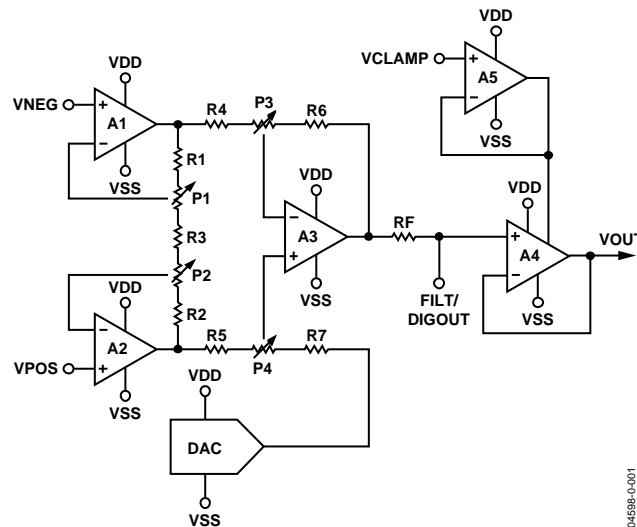 VDD
VCLAMP
+
A5
−
VSS
VDD
VNEG
+
A1
−
VSS
R4
P3
R6
R1
P1
R3
P2
R2
VDD
−
A3
+
VSS
RF
FILT/
DIGOUT
VDD
+
A4
−
VSS
VOUT
VDD
−
A2
+
VPOS
VSS
R5
P4
R7
VDD
DAC
VSS
04598-0-001